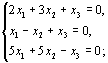 2x₁ + 3x₂ + x₃ = 0,
x₁ − x₂ + x₃ = 0,
5x₁ + 5x₂ − x₃ = 0;